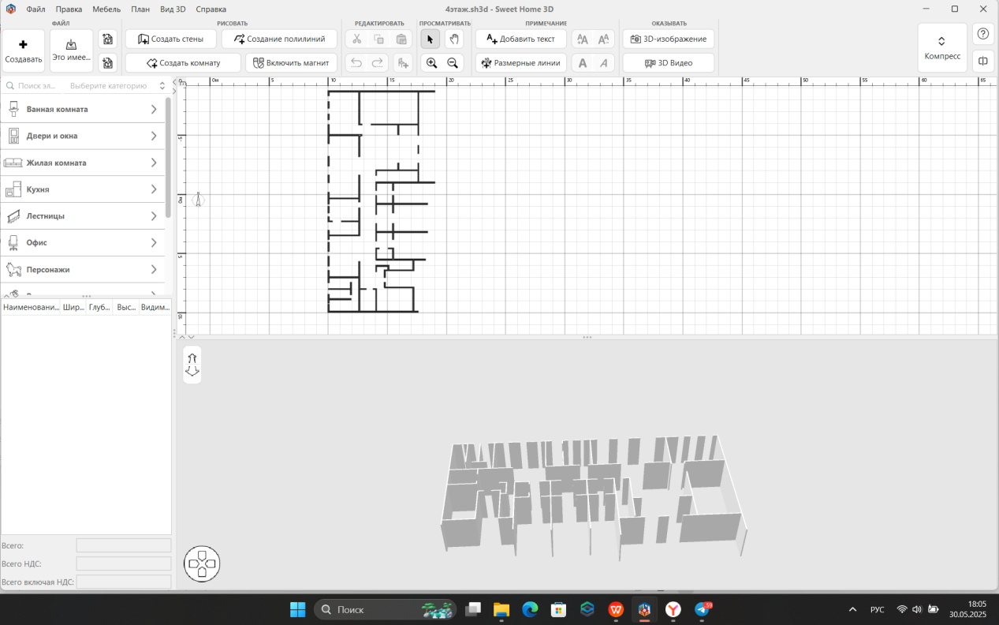 4этаж.sh3d - Sweet Home 3D
Файл Правка Мебель План Вид 3D Справка
ФАЙЛ РИСОВАТЬ РЕДАКТИРОВАТЬ ПРОСМАТРИВАТЬ ПРИМЕЧАНИЕ ОКАЗЫВАТЬ
Создавать
Это имее...
Создать стены
Создание полилиний
Создать комнату
Включить магнит
Добавить текст
Размерные линии
3D-изображение
3D Видео
Компресс
Поиск эл... Выберите категорию
0м 5 10 15 20 25 30 35 40 45 50 55 60 65
-5
0м
5
10
Ванная комната
Двери и окна
Жилая комната
Кухня
Лестницы
Офис
Персонажи
Наименовани... Шир... Глуб... Выс... Видим...
Всего:
Всего НДС:
Всего включая НДС:
Поиск
59
РУС
18:05
30.05.2025